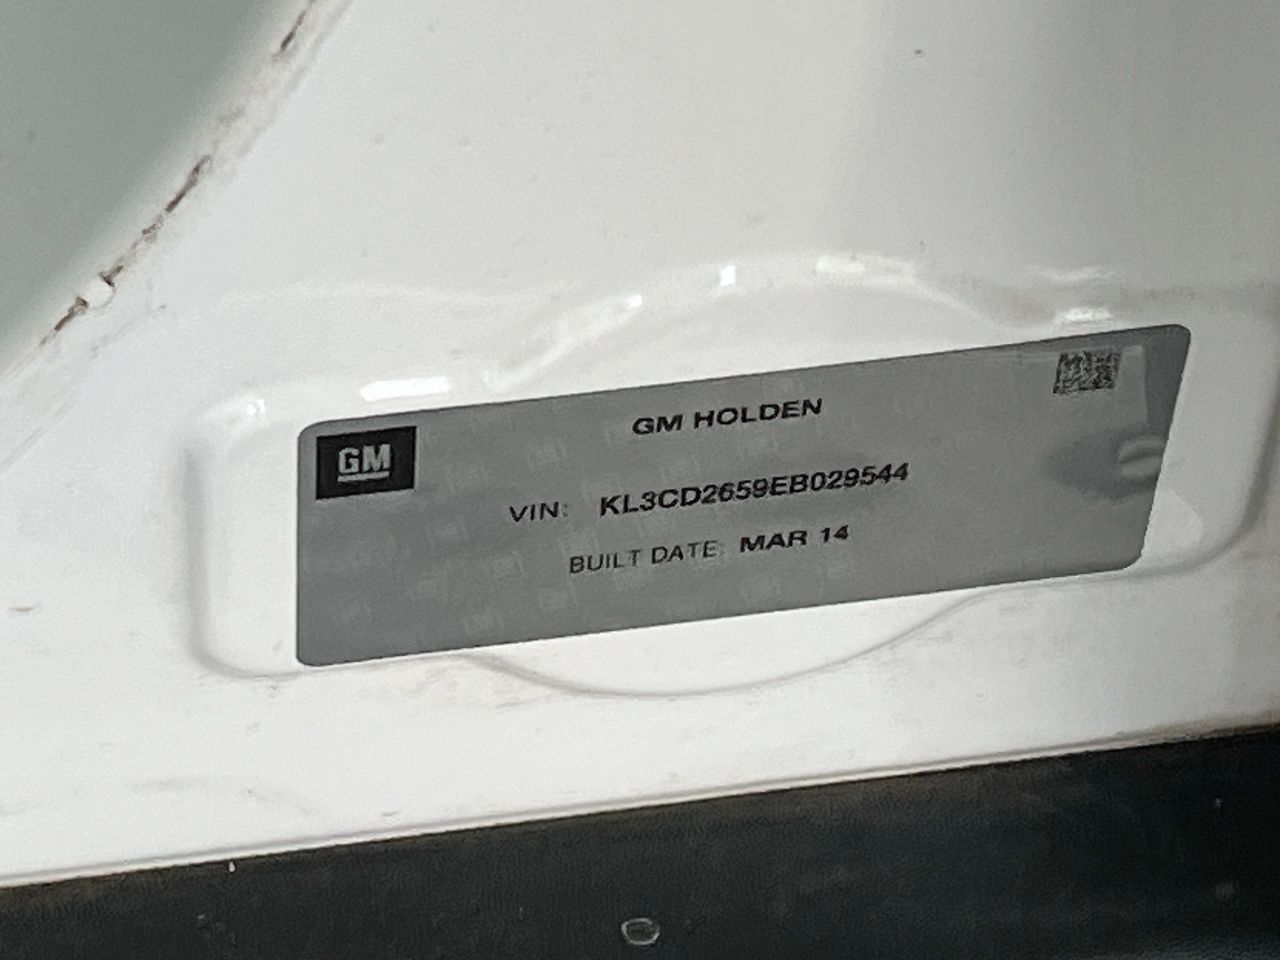 GM HOLDEN
GM
VIN: KL3CD2659EB029544
BUILT DATE: MAR 14